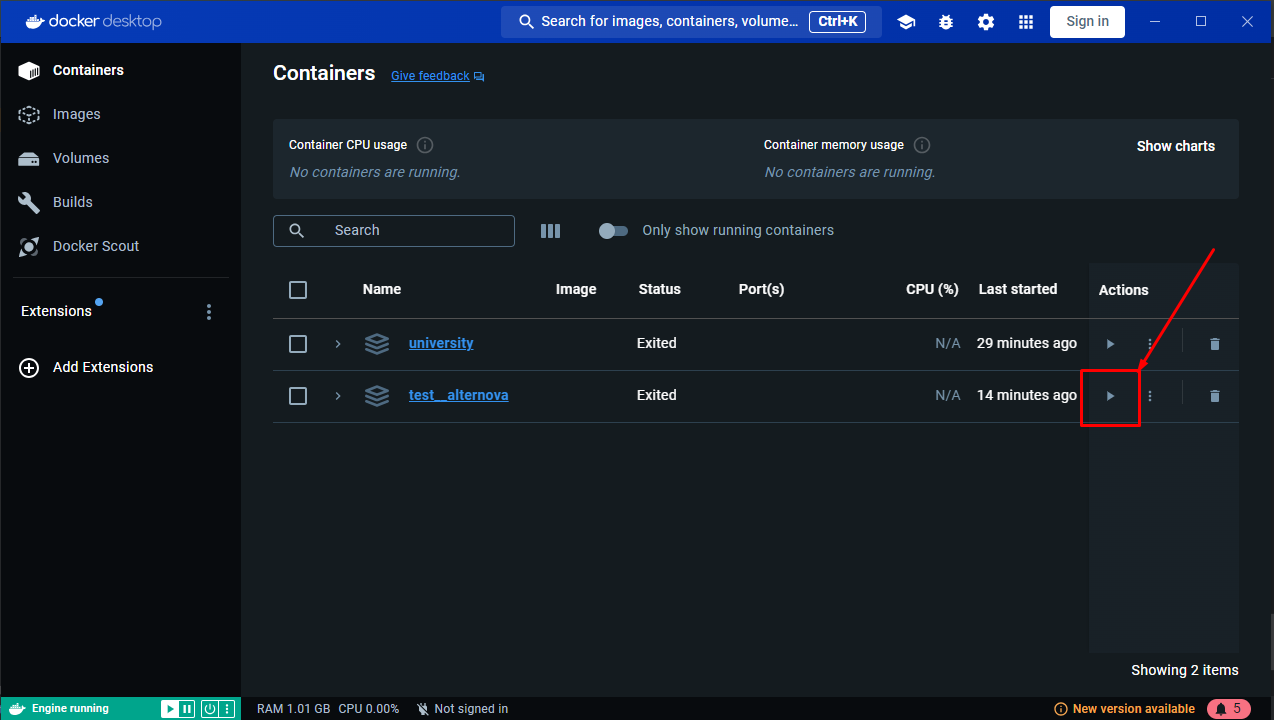 docker desktop
Search for images, containers, volume... Ctrl+K
Sign in
Containers
Images
Volumes
Builds
Docker Scout
Extensions
Add Extensions
Containers Give feedback
Container CPU usage
No containers are running.
Container memory usage
No containers are running.
Show charts
Search
Only show running containers
Name Image Status Port(s) CPU (%) Last started Actions
university Exited N/A 29 minutes ago
test__alternova Exited N/A 14 minutes ago
Showing 2 items
Engine running
RAM 1.01 GB CPU 0.00% Not signed in
New version available 5